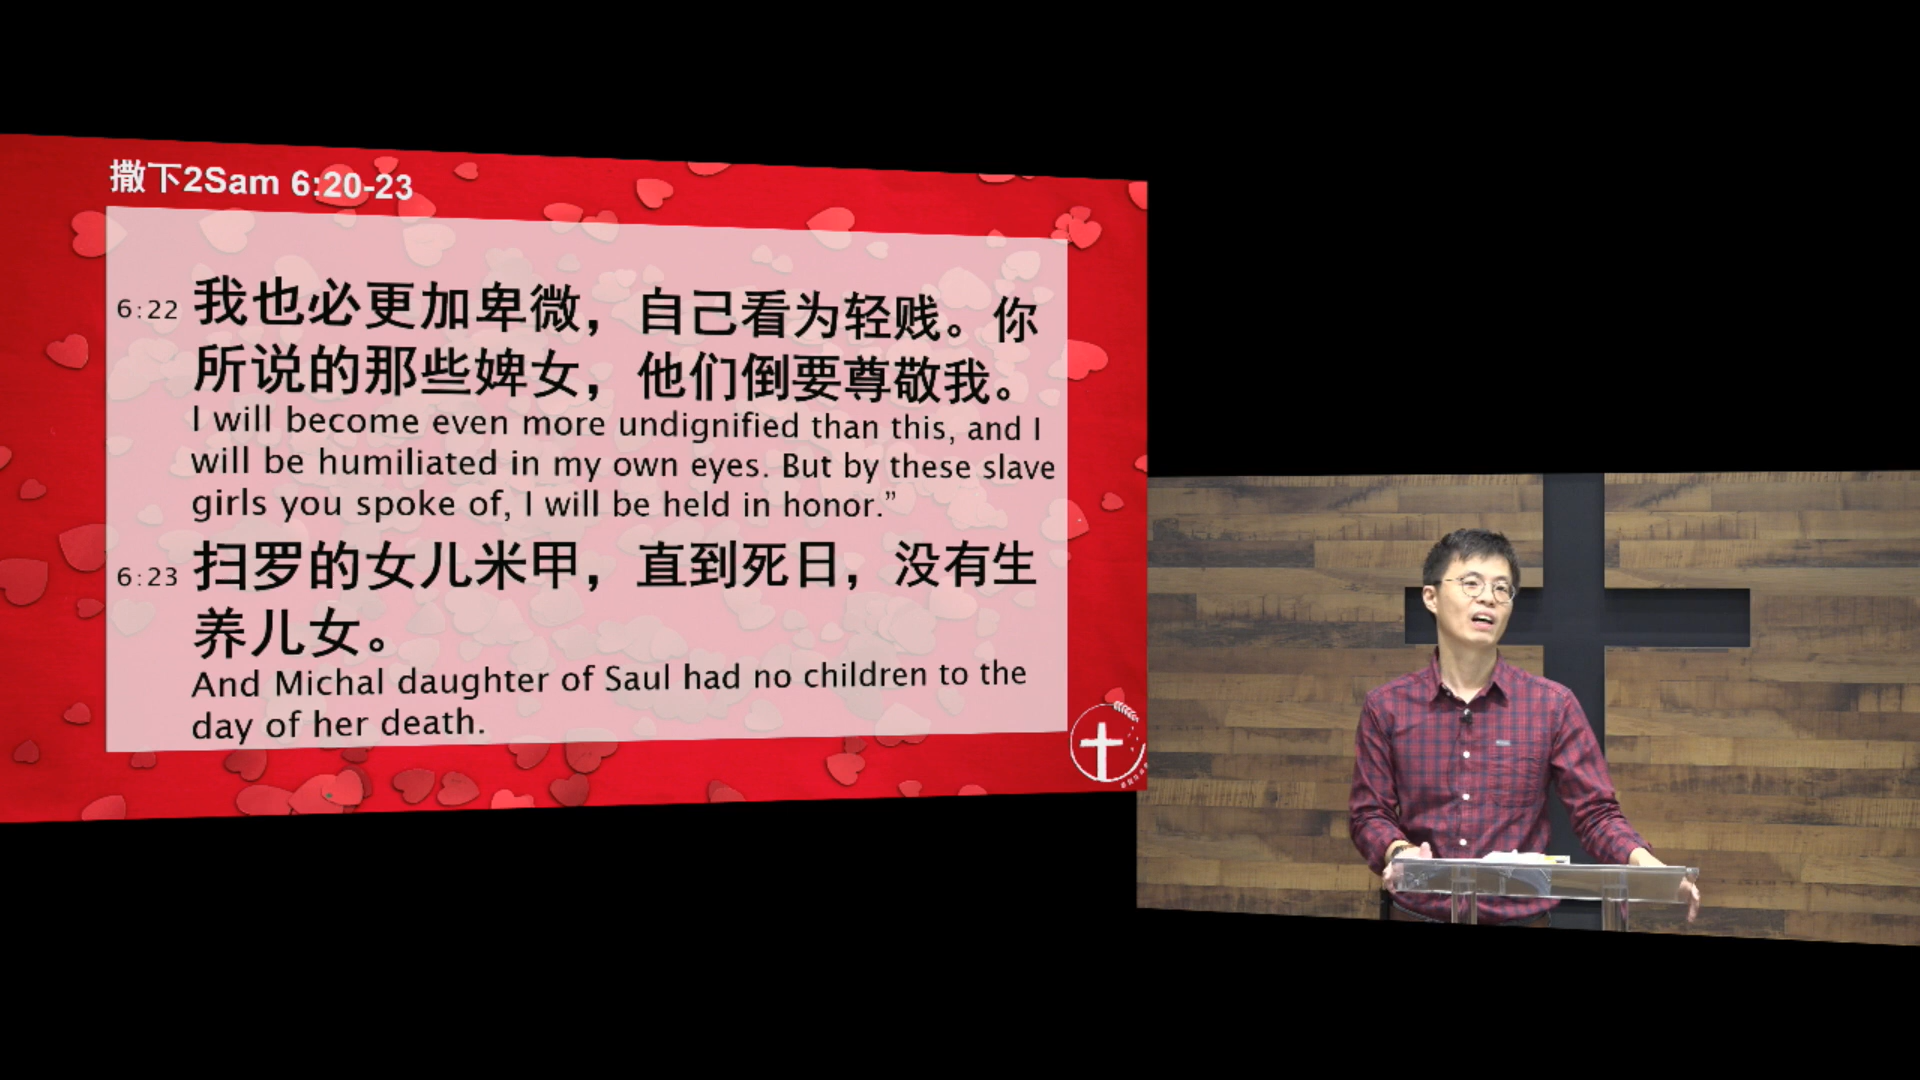 撒下2Sam 6:20-23
6:22 我也必更加卑微，自己看为轻贱。你
所说的那些婢女，他们倒要尊敬我。
I will become even more undignified than this, and I
will be humiliated in my own eyes. But by these slave
girls you spoke of, I will be held in honor.”
6:23 扫罗的女儿米甲，直到死日，没有生
养儿女。
And Michal daughter of Saul had no children to the
day of her death.